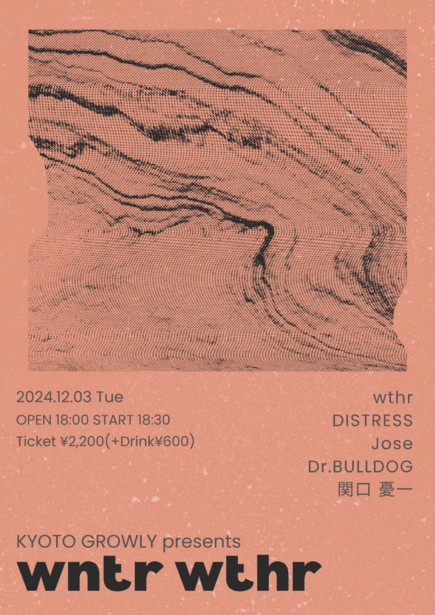 2024.12.03 Tue
OPEN 18:00 START 18:30
Ticket ¥2,200(+Drink¥600)
wthr
DISTRESS
Jose
Dr.BULLDOG
関口 憂一
KYOTO GROWLY presents
wntr wthr